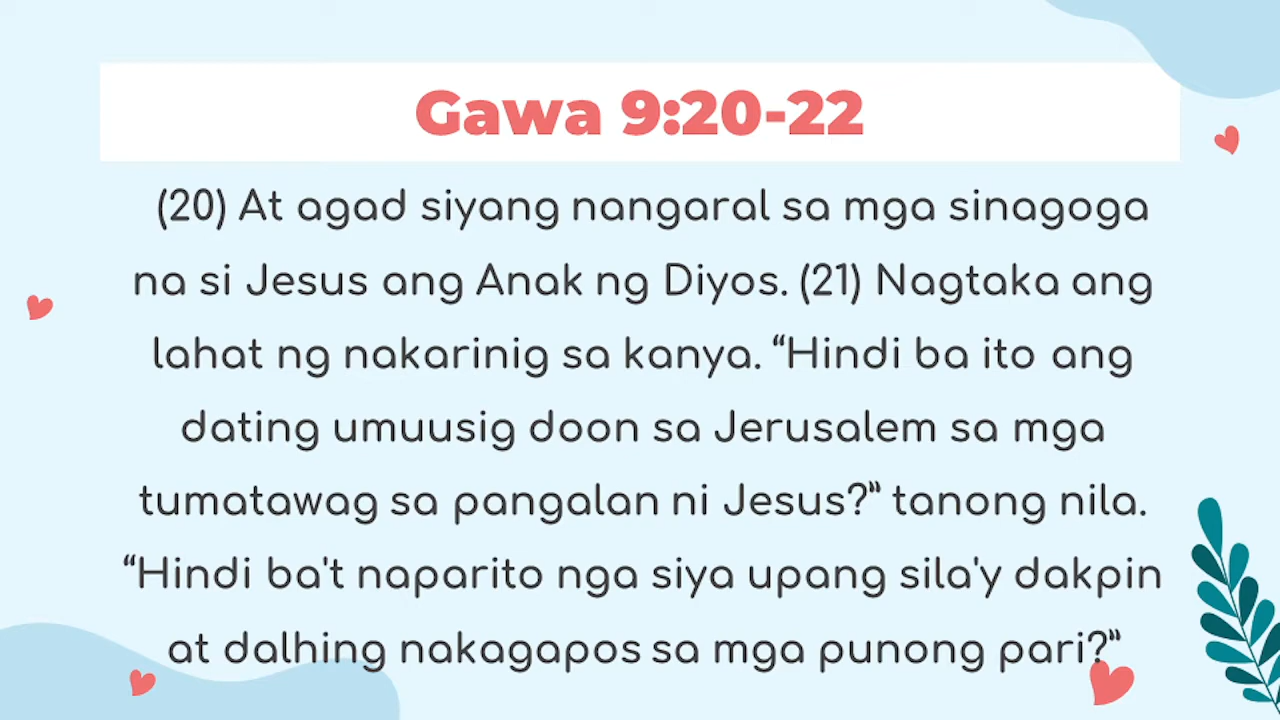 Gawa 9:20-22
(20) At agad siyang nangaral sa mga sinagoga
na si Jesus ang Anak ng Diyos. (21) Nagtaka ang
lahat ng nakarinig sa kanya. “Hindi ba ito ang
dating umuusig doon sa Jerusalem sa mga
tumatawag sa pangalan ni Jesus?” tanong nila.
“Hindi ba't naparito nga siya upang sila'y dakpin
at dalhing nakagapos sa mga punong pari?”